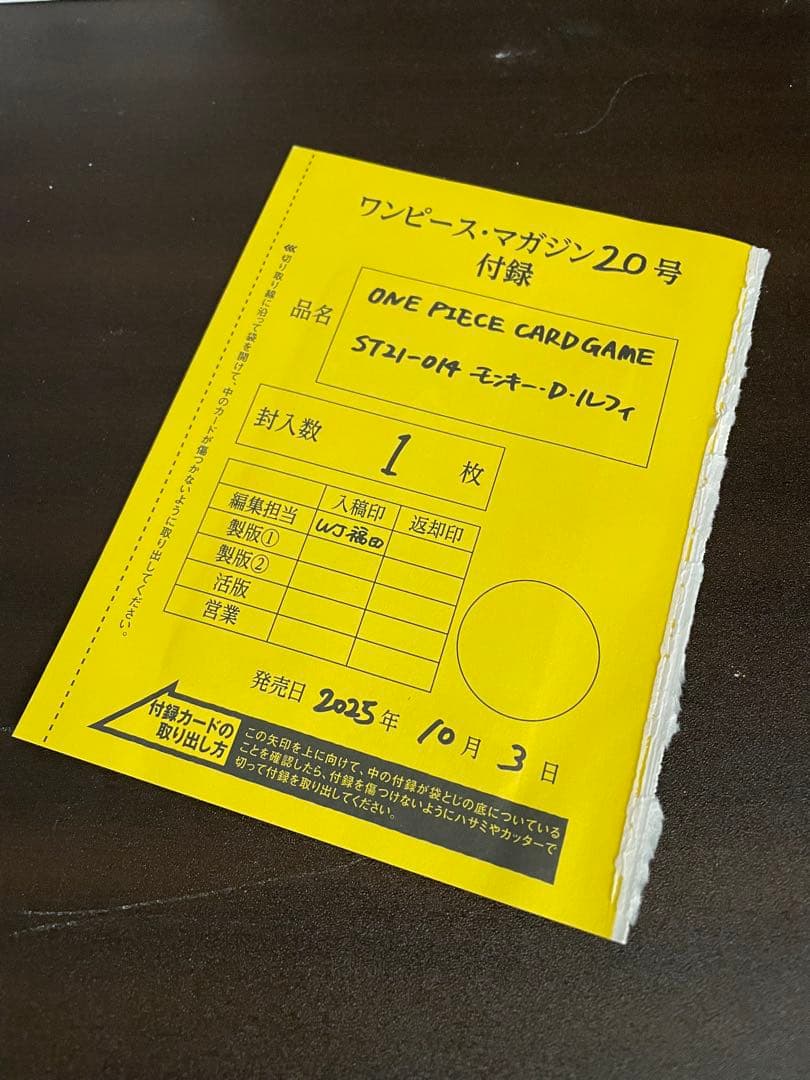 ワンピース・マガジン20号
付録
品名
ONE PIECE CARD GAME
ST21-014 モンキー・D・ルフィ
封入数 1 枚
入稿印 返却印
編集担当 WJ福田
製版①
製版②
活版
営業
発売日 2025年 10月 3日
付録カードの
取り出し方
この矢印を上に向けて、中の付録が袋とじの底についている
ことを確認したら、付録を傷つけないようにハサミやカッターで
切って付録を取り出してください。
⋘切り取り線に沿って袋を開けて、中のカードが傷つかないように取り出してください。